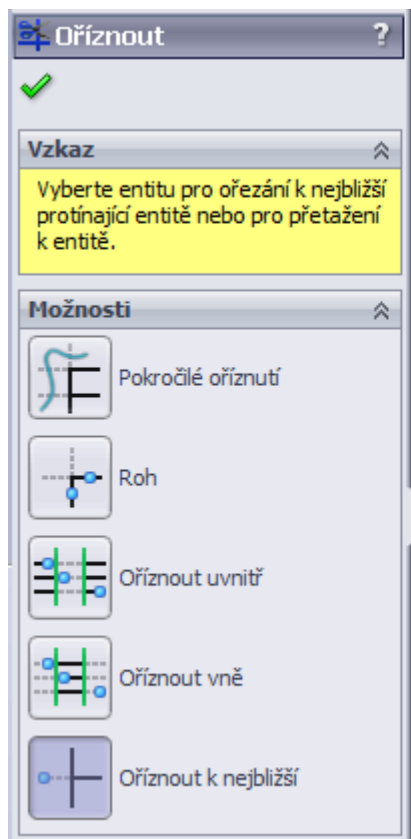 Oříznout ?
Vzkaz
Vyberte entitu pro ořezání k nejbližší
protínající entitě nebo pro přetažení
k entitě.
Možnosti
Pokročilé oříznutí
Roh
Oříznout uvnitř
Oříznout vně
Oříznout k nejbližší